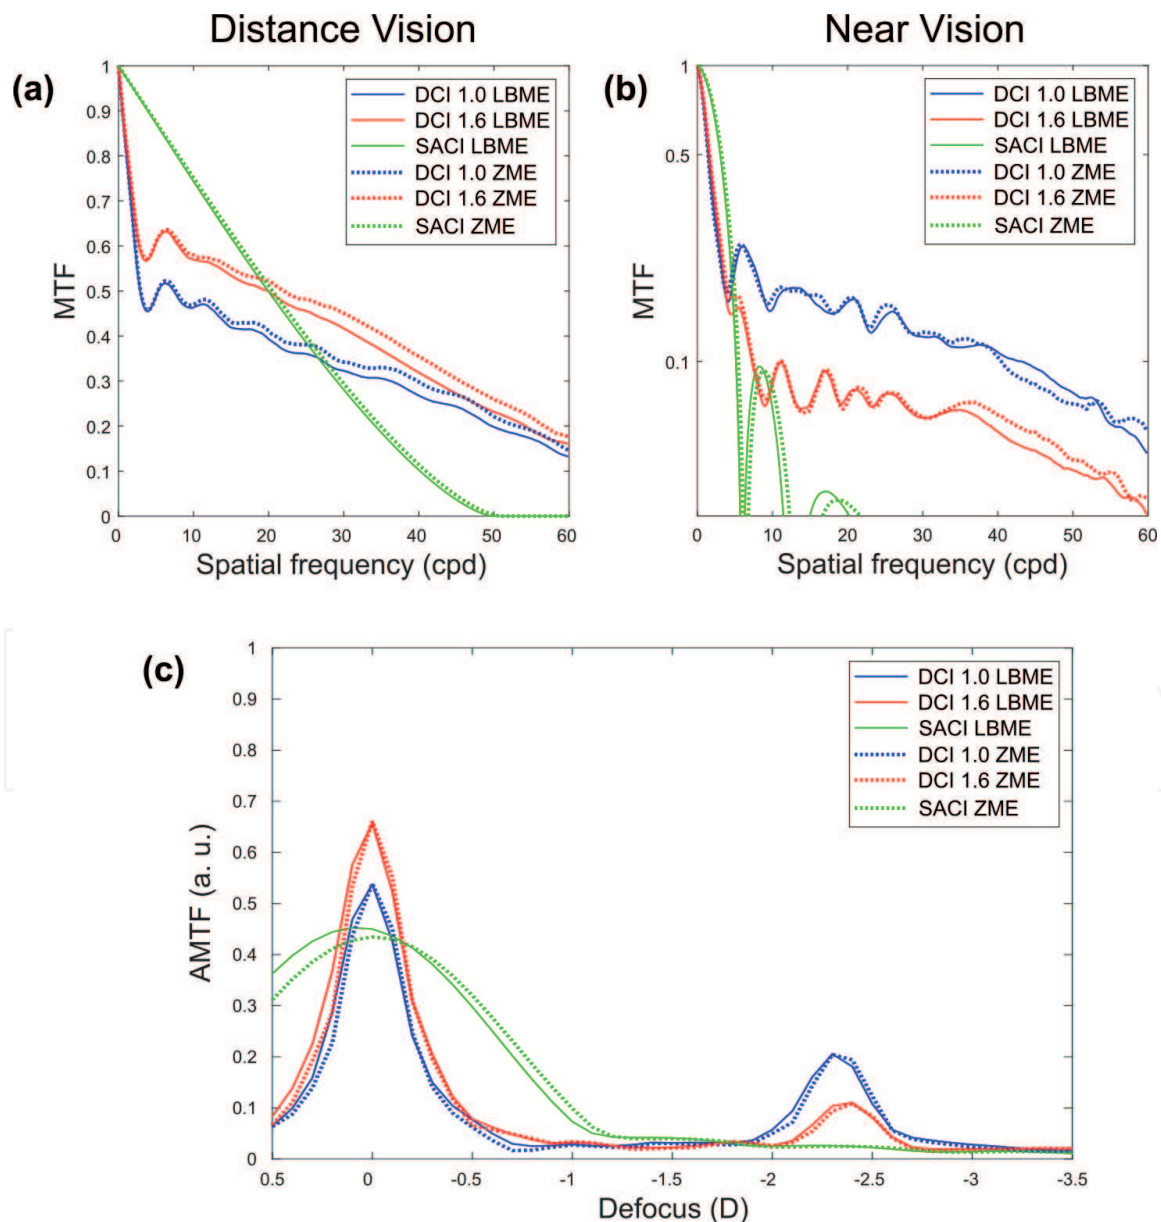 Distance Vision
Near Vision
(a)
1
0.9
0.8
0.7
0.6
0.5
0.4
0.3
0.2
0.1
0
MTF
DCI 1.0 LBME
DCI 1.6 LBME
SACI LBME
DCI 1.0 ZME
DCI 1.6 ZME
SACI ZME
0 10 20 30 40 50 60
Spatial frequency (cpd)
(b)
1
0.5
0.1
MTF
DCI 1.0 LBME
DCI 1.6 LBME
SACI LBME
DCI 1.0 ZME
DCI 1.6 ZME
SACI ZME
0 10 20 30 40 50 60
Spatial frequency (cpd)
(c)
1
0.9
0.8
0.7
0.6
0.5
0.4
0.3
0.2
0.1
0
AMTF (a. u.)
DCI 1.0 LBME
DCI 1.6 LBME
SACI LBME
DCI 1.0 ZME
DCI 1.6 ZME
SACI ZME
0.5 0 -0.5 -1 -1.5 -2 -2.5 -3 -3.5
Defocus (D)